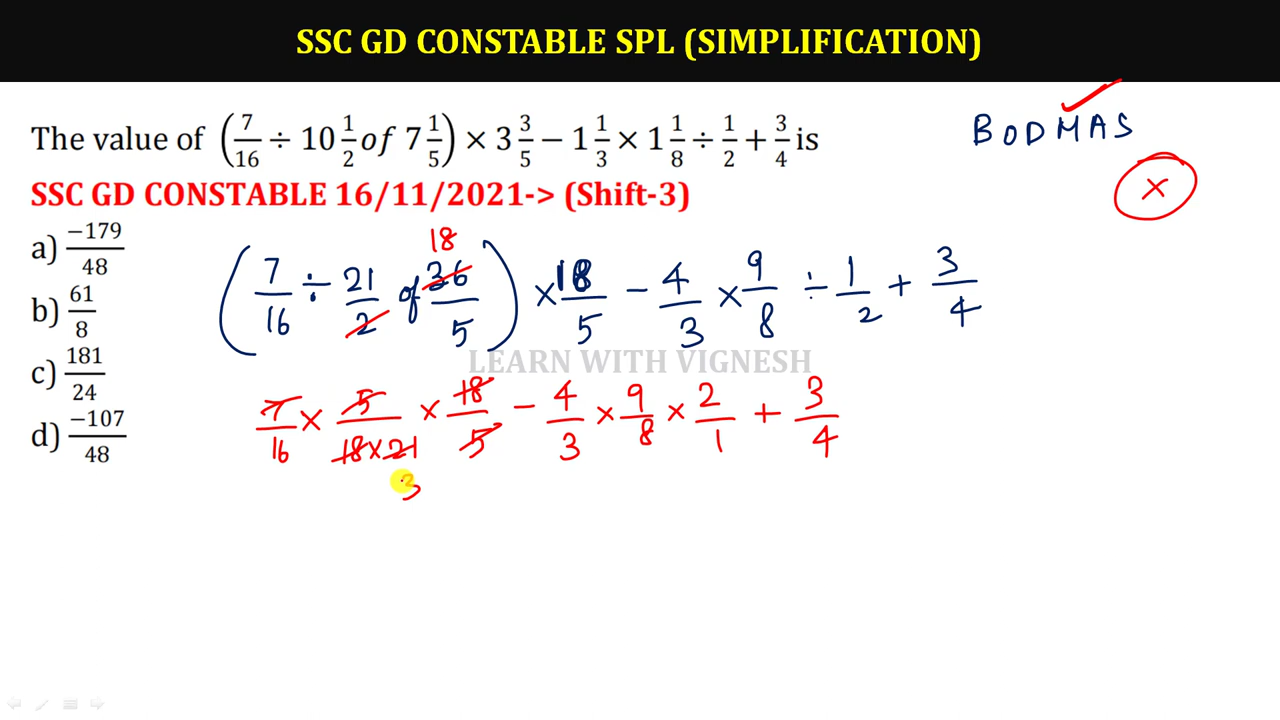 SSC GD CONSTABLE SPL (SIMPLIFICATION)
The value of (7/16 ÷ 10 1/2 of 7 1/5) × 3 3/5 − 1 1/3 × 1 1/8 ÷ 1/2 + 3/4 is
BODMAS
SSC GD CONSTABLE 16/11/2021-> (Shift-3)
×
a) −179/48
b) 61/8
c) 181/24
d) −107/48
18
(7/16 ÷ 21/2 of 36/5) × 18/5 − 4/3 × 9/8 ÷ 1/2 + 3/4
LEARN WITH VIGNESH
7/16 × 5/18×21 × 18/5 − 4/3 × 9/8 × 2/1 + 3/4
3